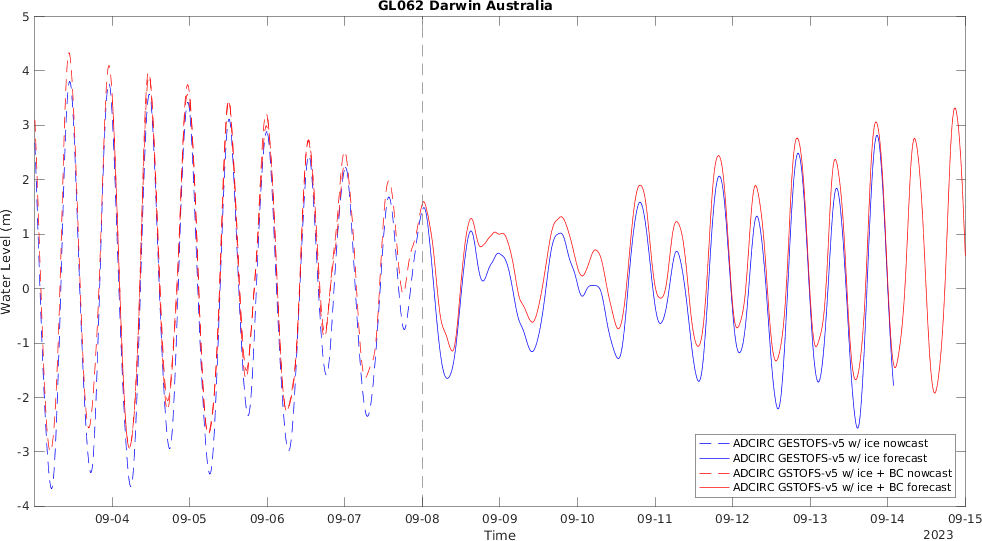 GL062 Darwin Australia
Water Level (m)
5
4
3
2
1
0
-1
-2
-3
-4
09-04 09-05 09-06 09-07 09-08 09-09 09-10 09-11 09-12 09-13 09-14 09-15
Time
2023
ADCIRC GESTOFS-v5 w/ ice nowcast
ADCIRC GESTOFS-v5 w/ ice forecast
ADCIRC GSTOFS-v5 w/ ice + BC nowcast
ADCIRC GSTOFS-v5 w/ ice + BC forecast